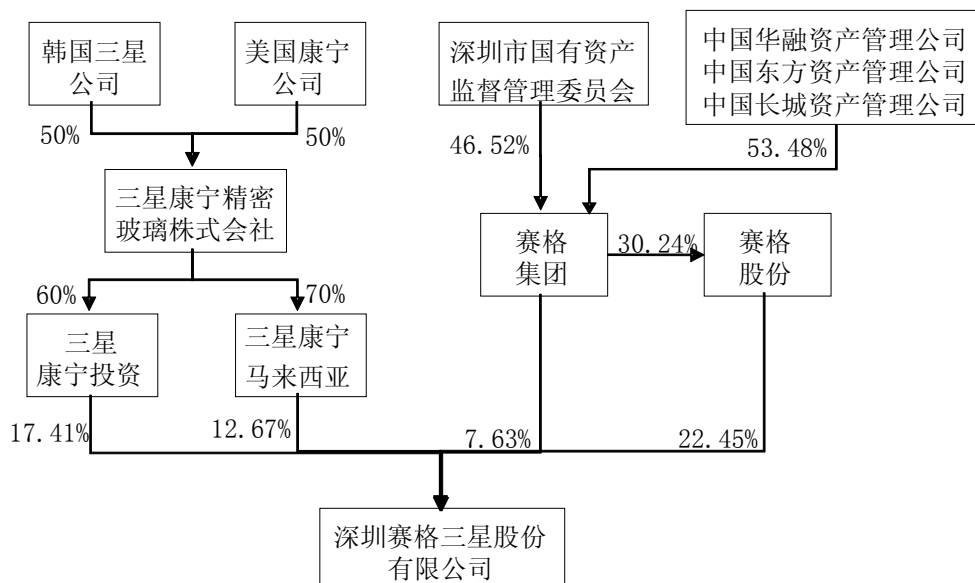 韩国三星
公司
美国康宁
公司
深圳市国有资产
监督管理委员会
中国华融资产管理公司
中国东方资产管理公司
中国长城资产管理公司
50%
50%
46.52%
53.48%
三星康宁精密
玻璃株式会社
赛格
集团
30.24%
赛格
股份
60%
70%
三星
康宁投资
三星康宁
马来西亚
17.41%
12.67%
7.63%
22.45%
深圳赛格三星股份
有限公司